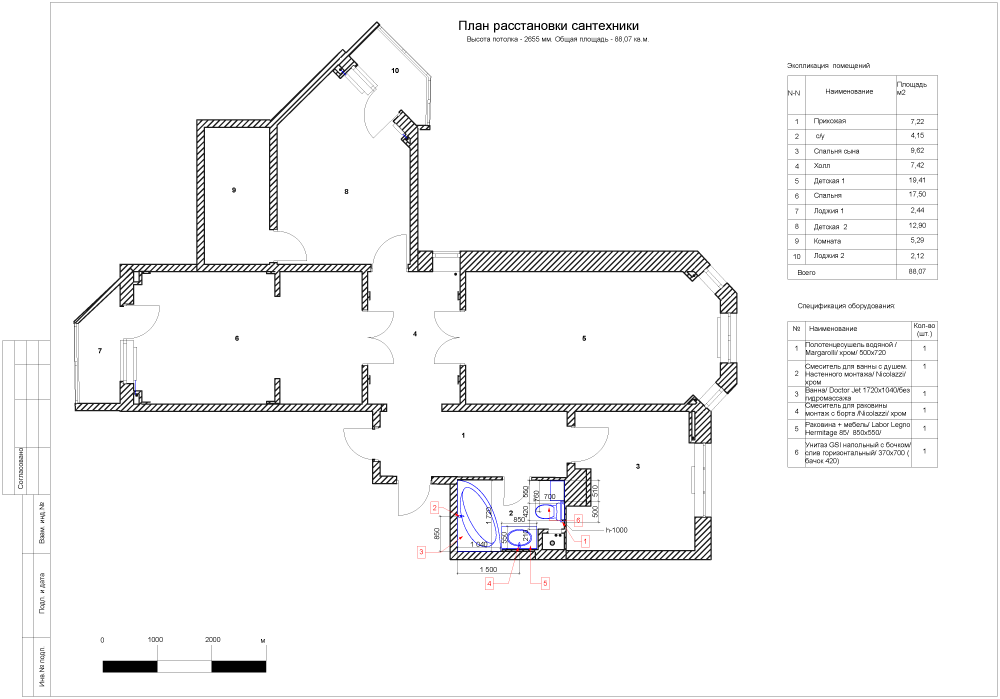 План расстановки сантехники
Высота потолка - 2655 мм. Общая площадь - 88,07 кв.м.
Экспликация помещений
N-N Наименование Площадь м2
1 Прихожая 7,22
2 с/у 4,15
3 Спальня сына 9,62
4 Холл 7,42
5 Детская 1 19,41
6 Спальня 17,50
7 Лоджия 1 2,44
8 Детская 2 12,90
9 Комната 5,29
10 Лоджия 2 2,12
Всего 88,07
Спецификация оборудования:
№ Наименование Кол-во (шт.)
1 Полотенцесушель водяной / 1
Margarolli/ хром/ 500х720
Смеситель для ванны с душем. 1
2 Настенного монтажа/ Nicolazzi/
хром
3 Ванна/ Doctor Jet 1720х1040/без 1
гидромассажа
4 Смеситель для раковины 1
монтаж с борта /Nicolazzi/ хром
5 Раковина + мебель/ Labor Legno 1
Hermitage 85/ 850х550/
6 Унитаз GSI напольный с бочком/ 1
слив горизонтальный/ 370х700 (
бачок 420)
10
9
8
7
6
4
5
1
3
2
550
760
700
510
500
420
850
1 720
850
1 040
550
210
h-1000
1 500
2
3
4
5
6
1
Согласовано
Взам. инд №
Подп. и дата
Инв.№ подл.
0 1000 2000 м